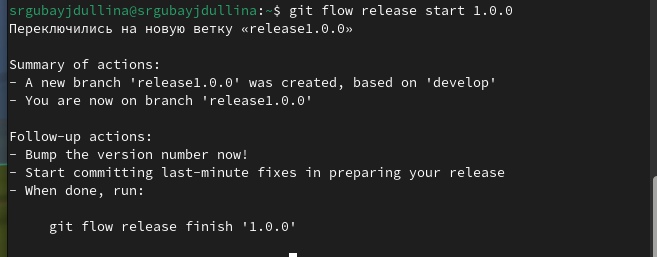 srgubayjdullina@srgubayjdullina:~$ git flow release start 1.0.0
Переключились на новую ветку «release1.0.0»
Summary of actions:
- A new branch 'release1.0.0' was created, based on 'develop'
- You are now on branch 'release1.0.0'
Follow-up actions:
- Bump the version number now!
- Start committing last-minute fixes in preparing your release
- When done, run:
git flow release finish '1.0.0'